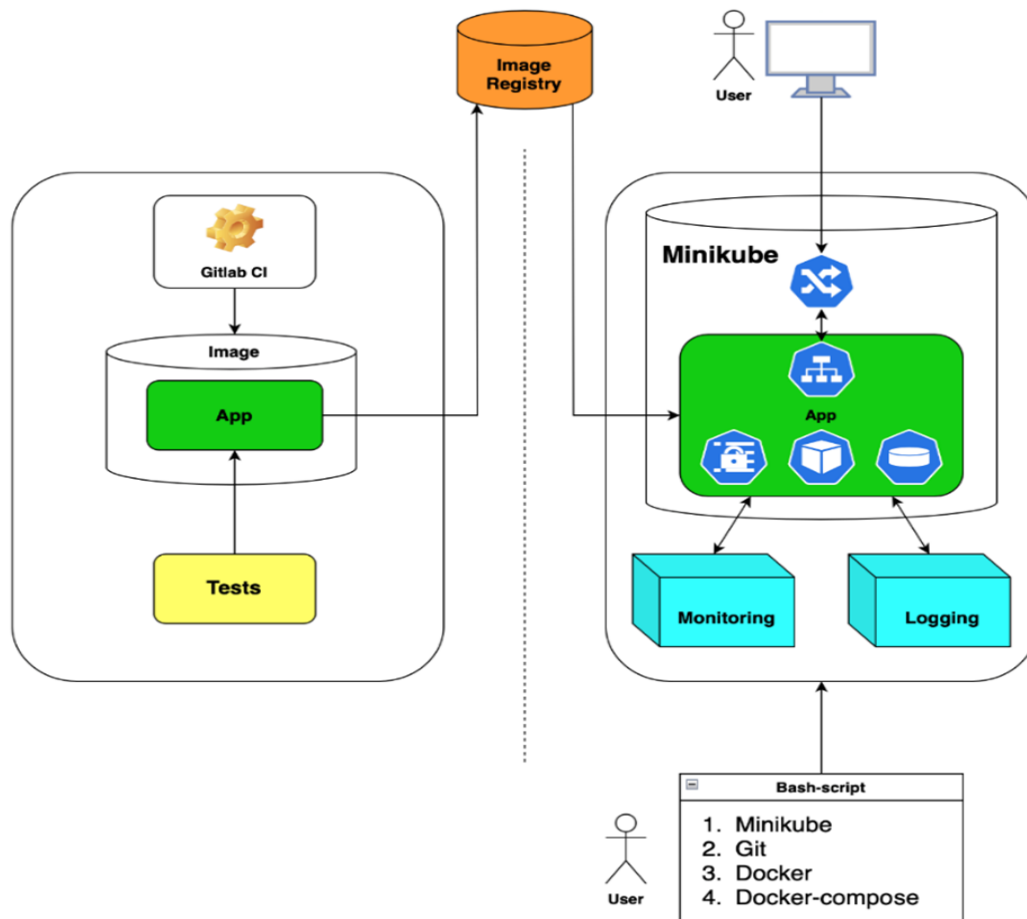 Image
Registry
User
Gitlab CI
Image
App
Tests
Minikube
App
Monitoring
Logging
User
Bash-script
1. Minikube
2. Git
3. Docker
4. Docker-compose